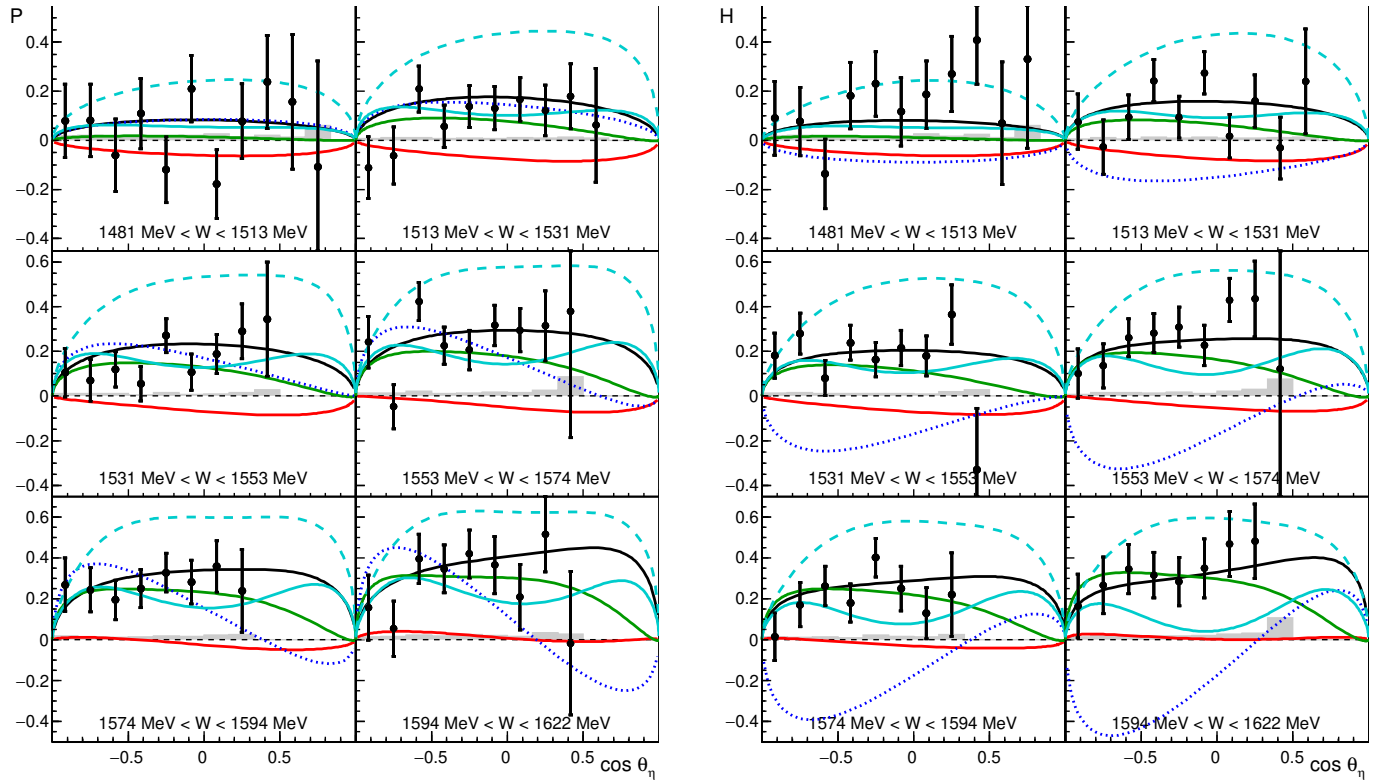 P
H
0.4
0.2
0
−0.2
−0.4
1481 MeV < W < 1513 MeV
1513 MeV < W < 1531 MeV
0.4
0.2
0
−0.2
−0.4
1481 MeV < W < 1513 MeV
1513 MeV < W < 1531 MeV
0.6
0.4
0.2
0
−0.2
−0.4
1531 MeV < W < 1553 MeV
1553 MeV < W < 1574 MeV
0.6
0.4
0.2
0
−0.2
−0.4
1531 MeV < W < 1553 MeV
1553 MeV < W < 1574 MeV
0.6
0.4
0.2
0
−0.2
−0.4
1574 MeV < W < 1594 MeV
1594 MeV < W < 1622 MeV
0.6
0.4
0.2
0
−0.2
−0.4
1574 MeV < W < 1594 MeV
1594 MeV < W < 1622 MeV
−0.5 0 0.5 −0.5 0 0.5
cos θη
−0.5 0 0.5 −0.5 0 0.5
cos θη